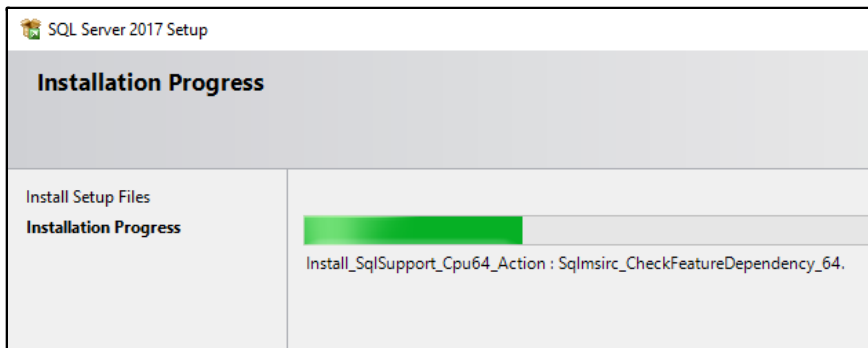 SQL Server 2017 Setup
Installation Progress
Install Setup Files
Installation Progress
Install_SqlSupport_Cpu64_Action : Sqlmsirc_CheckFeatureDependency_64.